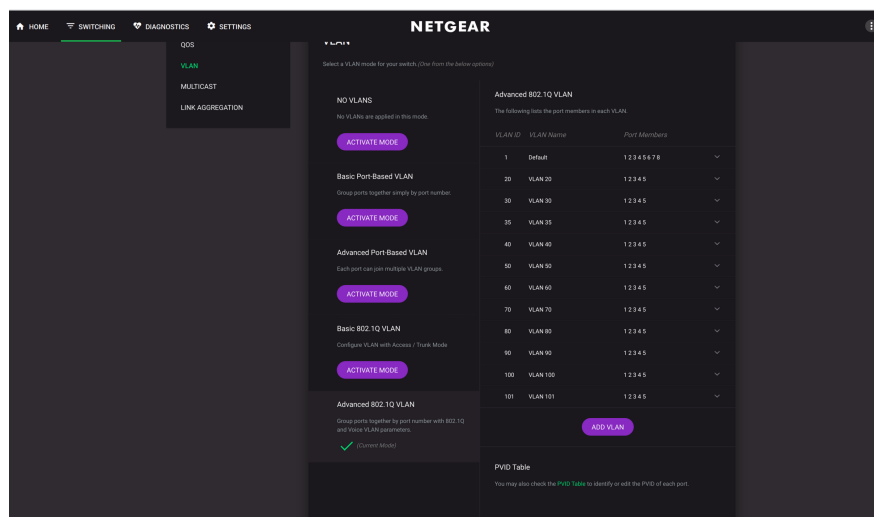 HOME SWITCHING DIAGNOSTICS SETTINGS NETGEAR
QOS
VLAN
MULTICAST
LINK AGGREGATION
VLAN
Select a VLAN mode for your switch (One from the below options)
NO VLANS
No VLANs are applied in this mode.
ACTIVATE MODE
Basic Port-Based VLAN
Group ports together simply by port number.
ACTIVATE MODE
Advanced Port-Based VLAN
Each port can join multiple VLAN groups.
ACTIVATE MODE
Basic 802.1Q VLAN
Configure VLAN with Access / Trunk Mode
ACTIVATE MODE
Advanced 802.1Q VLAN
Group ports together by port number with 802.1Q
and Voice VLAN parameters.
(Current Mode)
Advanced 802.1Q VLAN
The following lists the port members in each VLAN.
VLAN ID VLAN Name Port Members
1 Default 1 2 3 4 5 6 7 8
20 VLAN 20 1 2 3 4 5
30 VLAN 30 1 2 3 4 5
35 VLAN 35 1 2 3 4 5
40 VLAN 40 1 2 3 4 5
50 VLAN 50 1 2 3 4 5
60 VLAN 60 1 2 3 4 5
70 VLAN 70 1 2 3 4 5
80 VLAN 80 1 2 3 4 5
90 VLAN 90 1 2 3 4 5
100 VLAN 100 1 2 3 4 5
101 VLAN 101 1 2 3 4 5
ADD VLAN
PVID Table
You may also check the PVID Table to identify or edit the PVID of each port.